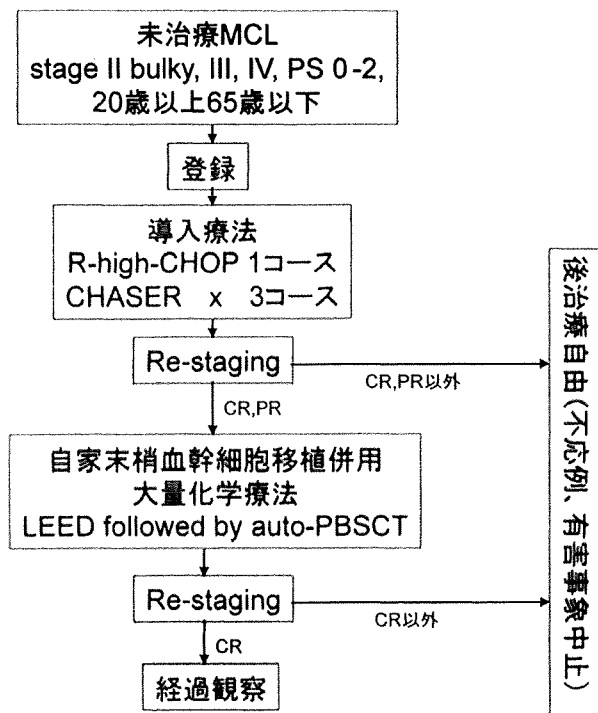 未治療MCL
stage II bulky, III, IV, PS 0-2,
20歳以上65歳以下
登録
導入療法
R-high-CHOP 1コース
CHASER x 3コース
Re-staging
CR,PR以外
CR,PR
自家末梢血幹細胞移植併用
大量化学療法
LEED followed by auto-PBSCT
Re-staging
CR以外
CR
経過観察
後治療自由(不応例、有害事象中止)